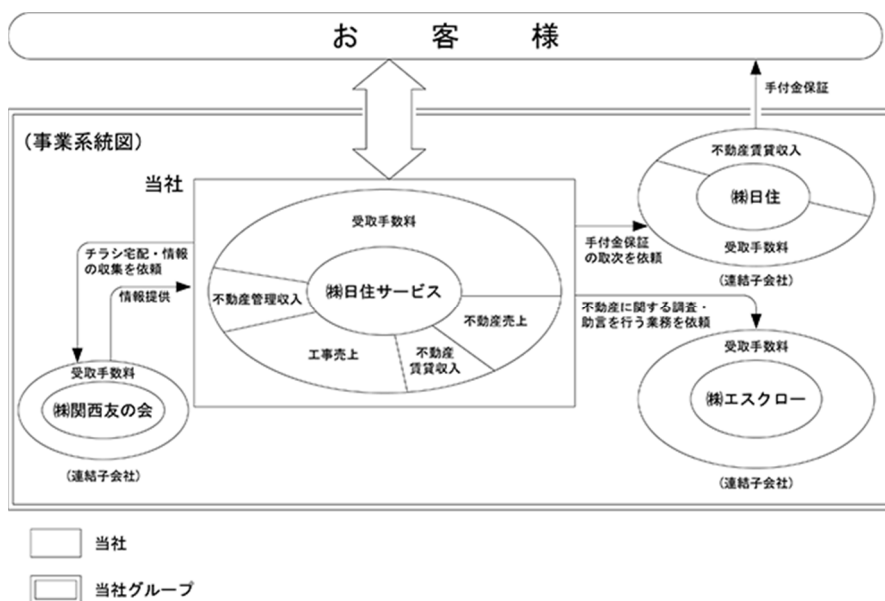 お客様
手付金保証
(事業系統図)
当社
受取手数料
㈱日住サービス
不動産管理収入
工事売上
不動産
賃貸収入
不動産売上
チラシ宅配・情報
の収集を依頼
情報提供
受取手数料
㈱関西友の会
(連結子会社)
不動産賃貸収入
㈱日住
受取手数料
(連結子会社)
手付金保証
の取次を依頼
不動産に関する調査・
助言を行う業務を依頼
受取手数料
㈱エスクロー
(連結子会社)
当社
当社グループ